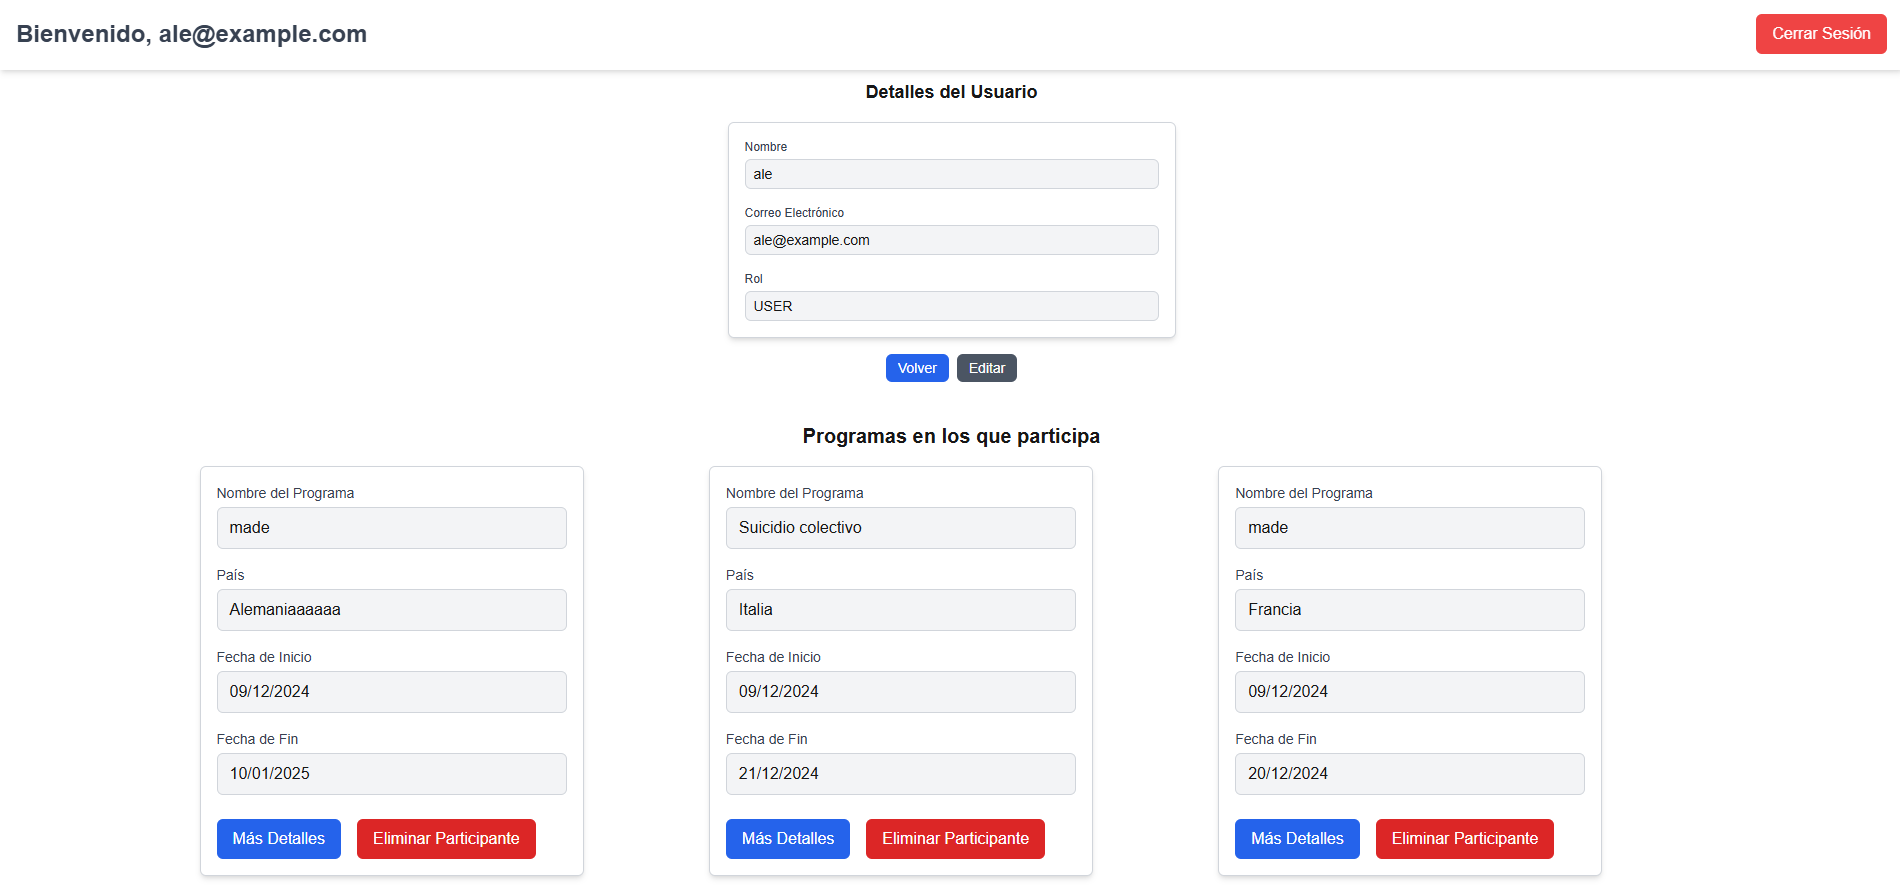 Bienvenido, ale@example.com
Cerrar Sesión
Detalles del Usuario
Nombre
ale
Correo Electrónico
ale@example.com
Rol
USER
Volver
Editar
Programas en los que participa
Nombre del Programa
made
País
Alemaniaaaaaa
Fecha de Inicio
09/12/2024
Fecha de Fin
10/01/2025
Más Detalles
Eliminar Participante
Nombre del Programa
Suicidio colectivo
País
Italia
Fecha de Inicio
09/12/2024
Fecha de Fin
21/12/2024
Más Detalles
Eliminar Participante
Nombre del Programa
made
País
Francia
Fecha de Inicio
09/12/2024
Fecha de Fin
20/12/2024
Más Detalles
Eliminar Participante